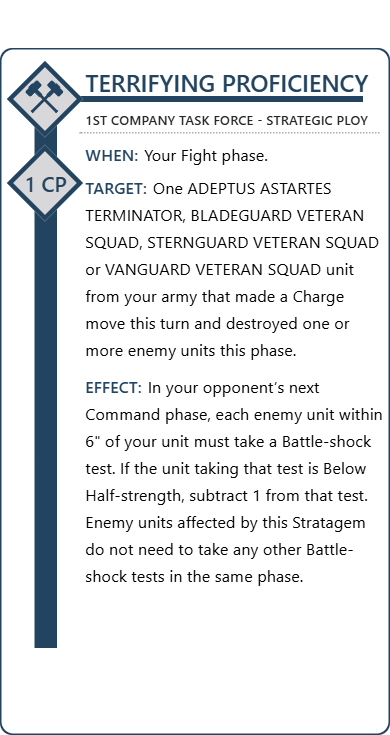 TERRIFYING PROFICIENCY
1ST COMPANY TASK FORCE - STRATEGIC PLOY
WHEN: Your Fight phase.
1 CP
TARGET: One ADEPTUS ASTARTES
TERMINATOR, BLADEGUARD VETERAN
SQUAD, STERNGUARD VETERAN SQUAD
or VANGUARD VETERAN SQUAD unit
from your army that made a Charge
move this turn and destroyed one or
more enemy units this phase.
EFFECT: In your opponent’s next
Command phase, each enemy unit within
6" of your unit must take a Battle-shock
test. If the unit taking that test is Below
Half-strength, subtract 1 from that test.
Enemy units affected by this Stratagem
do not need to take any other Battle-
shock tests in the same phase.